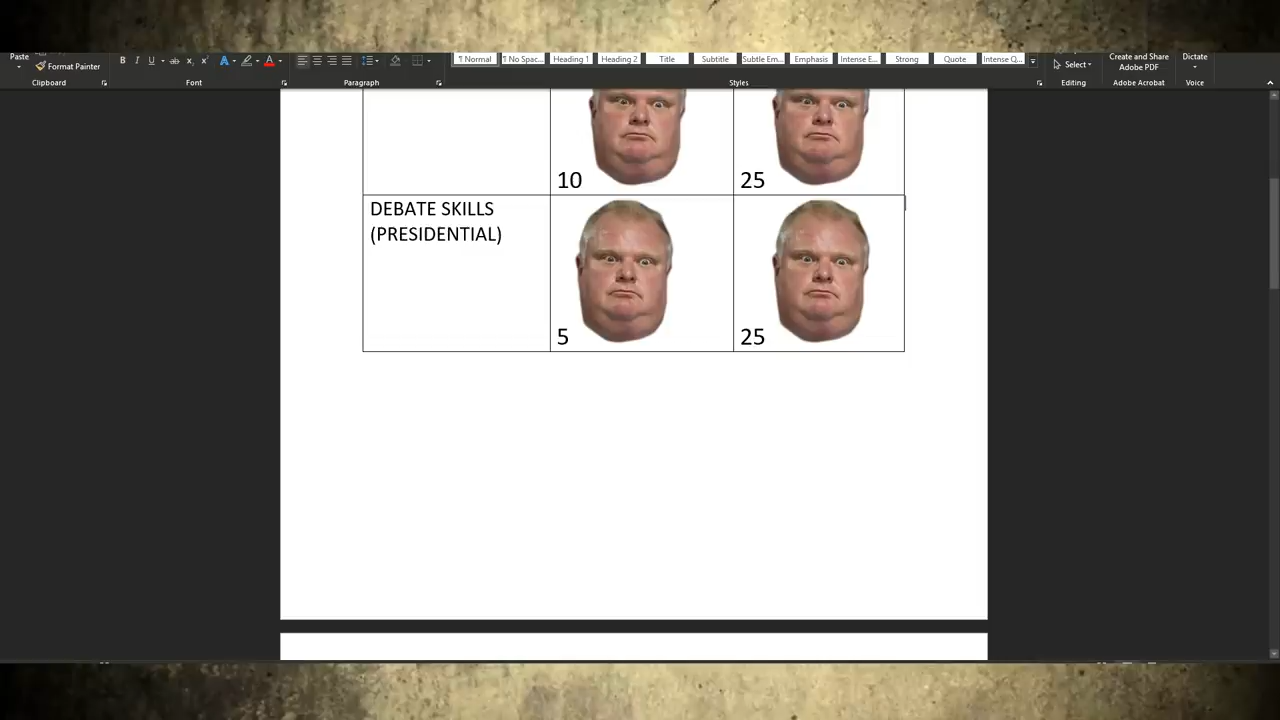 Paste
Format Painter
B I U ab x x A A
Normal No Spac... Heading 1 Heading 2 Title Subtitle Subtle Em... Emphasis Intense E... Strong Quote Intense Q...
Select
Create and Share
Adobe PDF
Dictate
Clipboard Font Paragraph Styles Editing Adobe Acrobat Voice
10 25
DEBATE SKILLS
(PRESIDENTIAL)
5 25